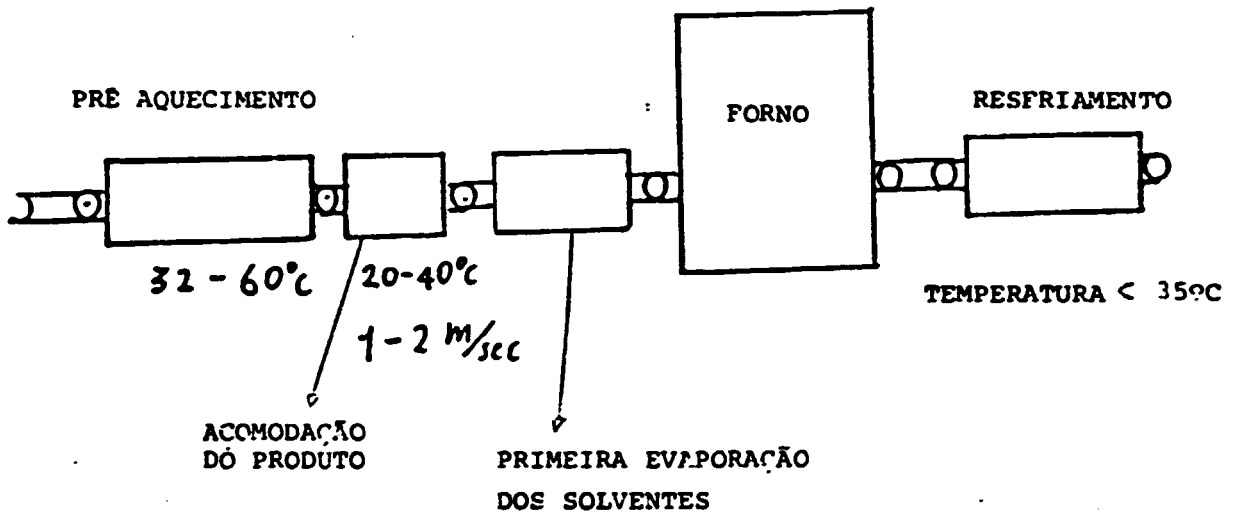 PRÉ AQUECIMENTO
FORNO
RESFRIAMENTO
32 - 60°C
20-40°C
1-2 m/sec
TEMPERATURA < 35ºC
ACOMODAÇÃO
DO PRODUTO
PRIMEIRA EVAPORAÇÃO
DOS SOLVENTES